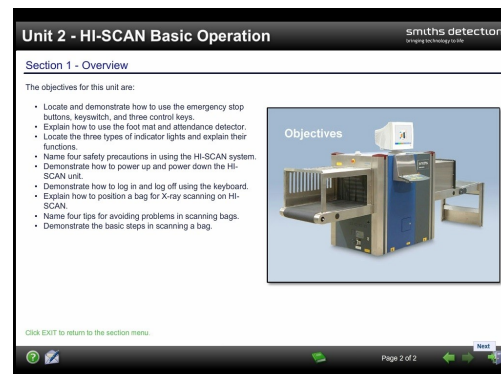 Unit 2 - HI-SCAN Basic Operation
smiths detection
bringing technology to life
Section 1 - Overview
The objectives for this unit are:
• Locate and demonstrate how to use the emergency stop
buttons, keyswitch, and three control keys.
• Explain how to use the foot mat and attendance detector.
• Locate the three types of indicator lights and explain their
functions.
• Name four safety precautions in using the HI-SCAN system.
• Demonstrate how to power up and power down the HI-
SCAN unit.
• Demonstrate how to log in and log off using the keyboard.
• Explain how to position a bag for X-ray scanning on HI-
SCAN.
• Name four tips for avoiding problems in scanning bags.
• Demonstrate the basic steps in scanning a bag.
Objectives
Click EXIT to return to the section menu.
Next
Page 2 of 2